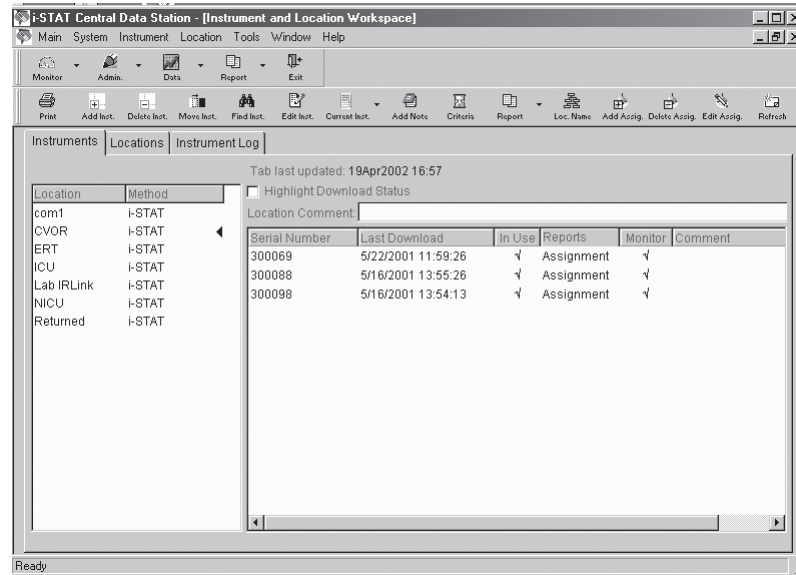 i-STAT Central Data Station - [Instrument and Location Workspace]
Main System Instrument Location Tools Window Help
Monitor Admin. Data Report Exit
Print Add Inst. Delete Inst. Move Inst. Find Inst. Edit Inst. Current Inst. Add Note Criteria Report Loc. Name Add Assig. Delete Assig. Edit Assig. Refresh
Instruments Locations Instrument Log
Tab last updated: 19Apr2002 16:57
Highlight Download Status
Location Comment:
Location Method
com1 i-STAT
CVOR i-STAT
ERT i-STAT
ICU i-STAT
Lab IRLink i-STAT
NICU i-STAT
Returned i-STAT
Serial Number Last Download In Use Reports Monitor Comment
300069 5/22/2001 11:59:26 √ Assignment √
300088 5/16/2001 13:55:26 √ Assignment √
300098 5/16/2001 13:54:13 √ Assignment √
Ready